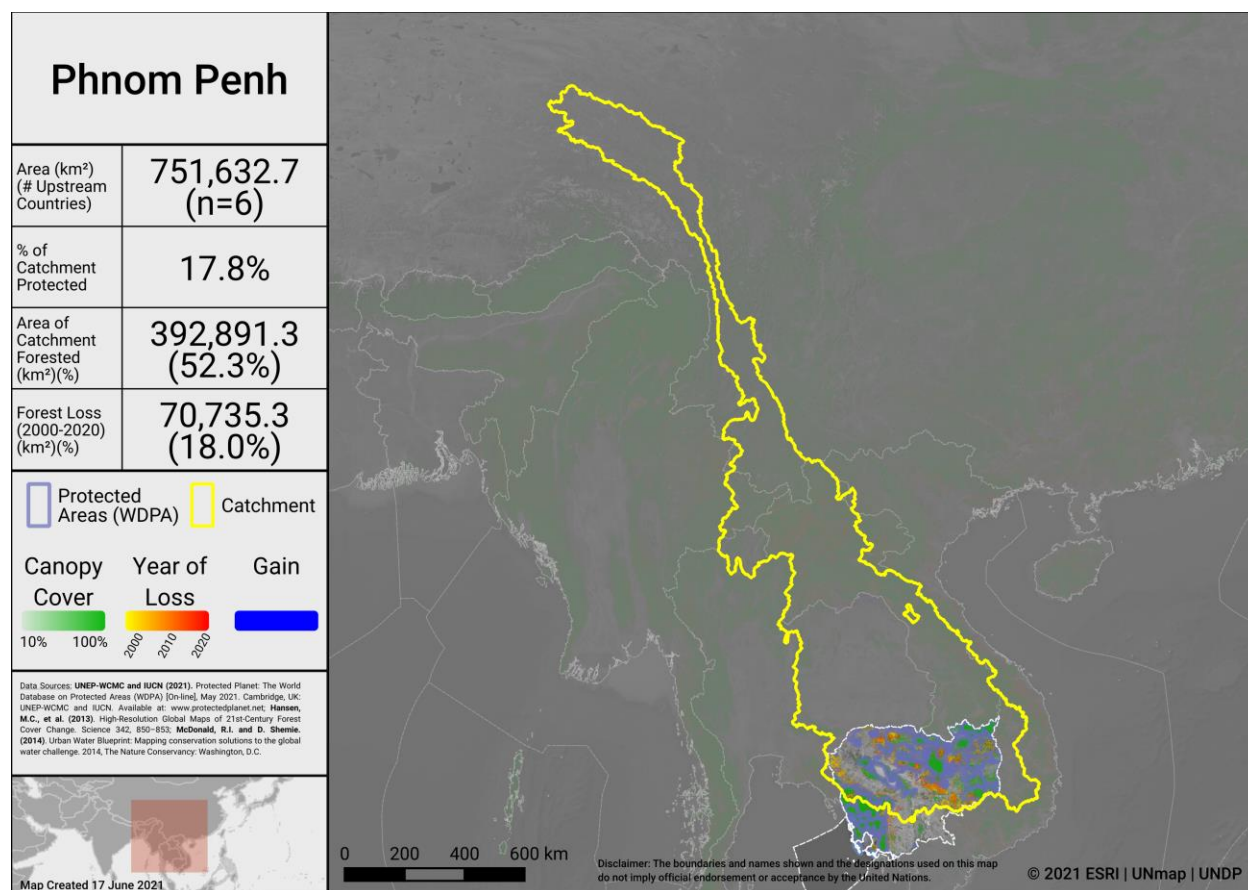 Phnom Penh
Area (km²)
(# Upstream
Countries)
751,632.7
(n=6)
% of
Catchment
Protected
17.8%
Area of
Catchment
Forested
(km²)(%)
392,891.3
(52.3%)
Forest Loss
(2000-2020)
(km²)(%)
70,735.3
(18.0%)
Protected
Areas (WDPA)
Catchment
Canopy
Cover
10% 100%
Year of
Loss
2000 2010 2020
Gain
Data Sources: UNEP-WCMC and IUCN (2021). Protected Planet: The World
Database on Protected Areas (WDPA) [On-line], May 2021. Cambridge, UK:
UNEP-WCMC and IUCN. Available at: www.protectedplanet.net; Hansen,
M.C., et al. (2013). High-Resolution Global Maps of 21st-Century Forest
Cover Change. Science 342, 850–853; McDonald, R.I. and D. Shemie.
(2014). Urban Water Blueprint: Mapping conservation solutions to the global
water challenge. 2014, The Nature Conservancy: Washington, D.C.
Map Created 17 June 2021
0 200 400 600 km
Disclaimer: The boundaries and names shown and the designations used on this map
do not imply official endorsement or acceptance by the United Nations.
© 2021 ESRI | UNmap | UNDP